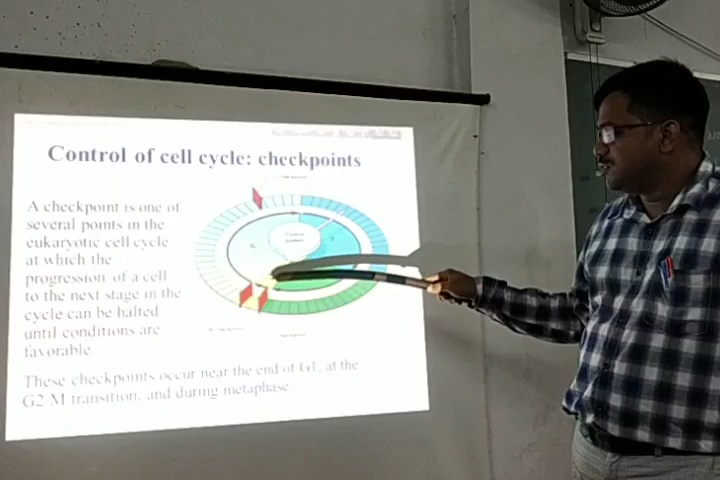 Control of cell cycle: checkpoints
A checkpoint is one of
several points in the
eukaryotic cell cycle
at which the
progression of a cell
to the next stage in the
cycle can be halted
until conditions are
favorable.
Control
system
These checkpoints occur near the end of G1, at the
G2/M transition, and during metaphase.